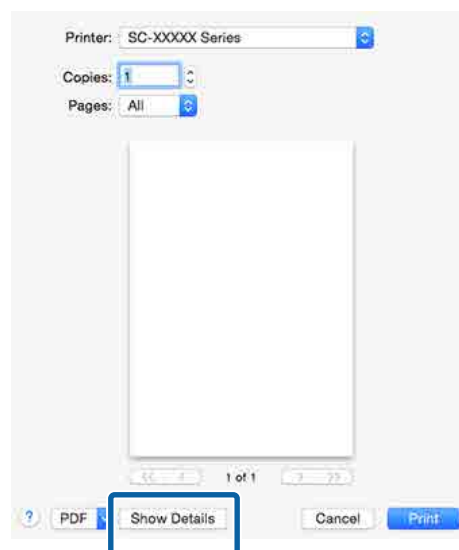 Printer: SC-XXXXX Series
Copies: 1
Pages: All
<< < 1 of 1 > >>
? PDF Show Details Cancel Print